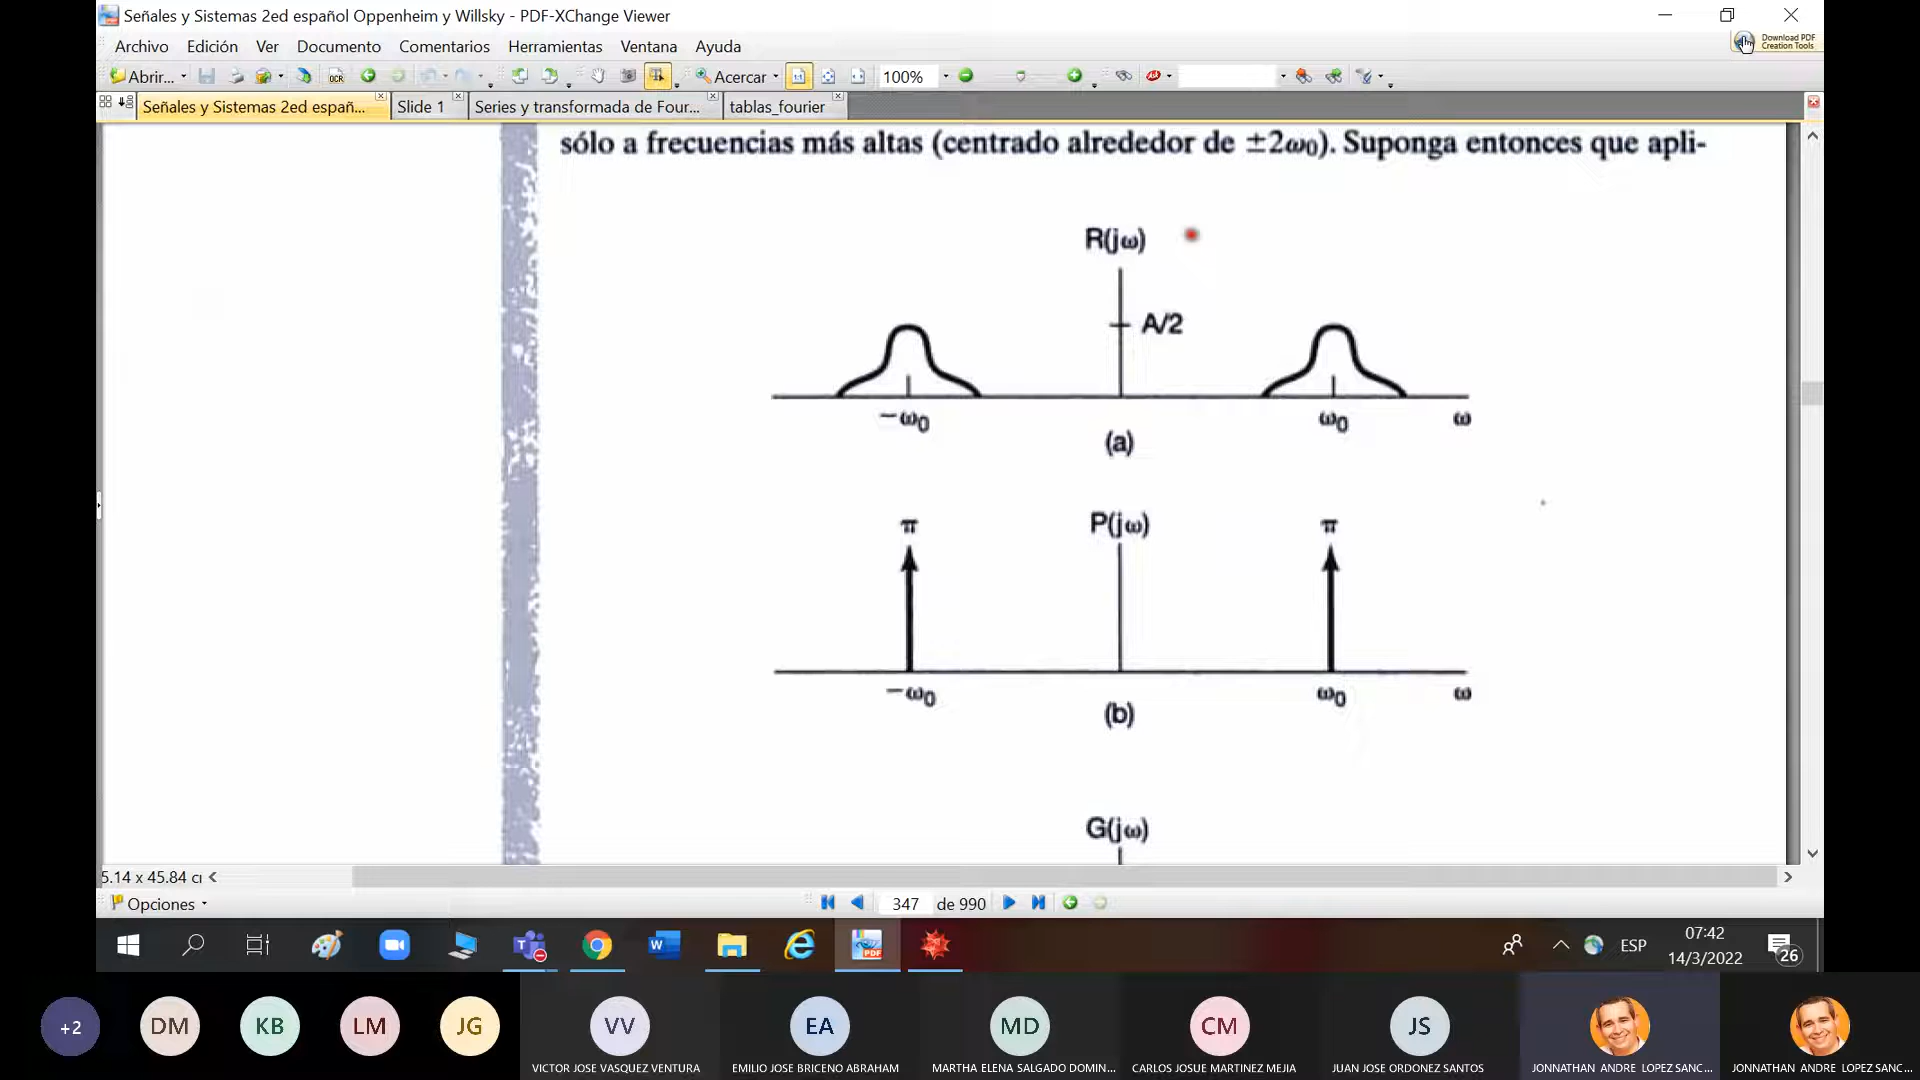 Señales y Sistemas 2ed español Oppenheim y Willsky - PDF-XChange Viewer
Archivo Edición Ver Documento Comentarios Herramientas Ventana Ayuda
Download PDF
Creation Tools
Abrir... OCR Acercar 100%
Señales y Sistemas 2ed españ... Slide 1 Series y transformada de Four... tablas_fourier
sólo a frecuencias más altas (centrado alrededor de ±2ω₀). Suponga entonces que apli-
R(jω)
A/2
−ω₀ ω₀ ω
(a)
π P(jω) π
−ω₀ ω₀ ω
(b)
G(jω)
5.14 x 45.84 cı
Opciones 347 de 990
ESP
07:42
14/3/2022
26
+2 DM KB LM JG VV EA MD CM JS
VICTOR JOSE VASQUEZ VENTURA EMILIO JOSE BRICENO ABRAHAM MARTHA ELENA SALGADO DOMIN... CARLOS JOSUE MARTINEZ MEJIA JUAN JOSE ORDONEZ SANTOS JONNATHAN ANDRE LOPEZ SANC... JONNATHAN ANDRE LOPEZ SANC...